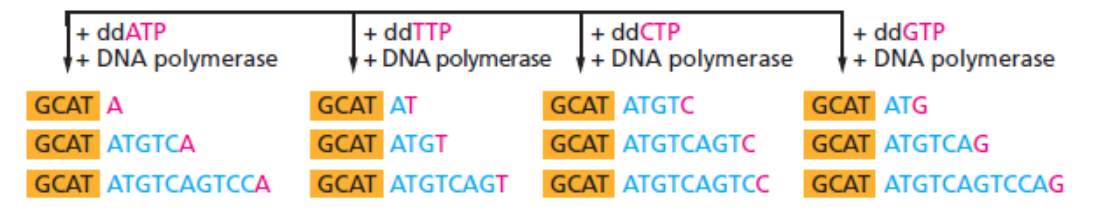 + ddATP + ddTTP + ddCTP + ddGTP
+ DNA polymerase + DNA polymerase + DNA polymerase + DNA polymerase
GCAT A GCAT AT GCAT ATGTC GCAT ATG
GCAT ATGTCA GCAT ATGT GCAT ATGTCAGTC GCAT ATGTCAG
GCAT ATGTCAGTCCA GCAT ATGTCAGT GCAT ATGTCAGTCC GCAT ATGTCAGTCCAG